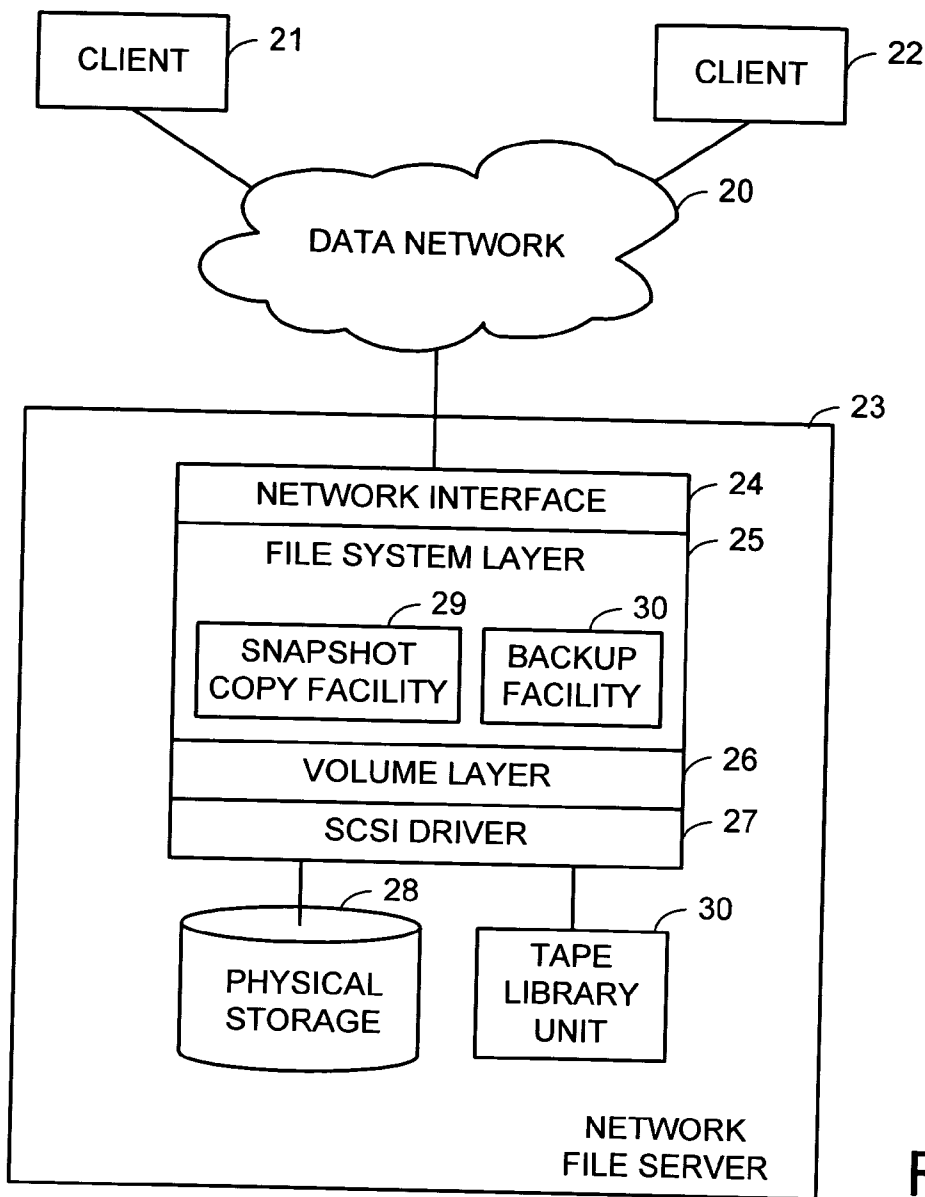 CLIENT
21
CLIENT
22
20
DATA NETWORK
23
NETWORK INTERFACE
24
FILE SYSTEM LAYER
25
29
30
SNAPSHOT
COPY FACILITY
BACKUP
FACILITY
VOLUME LAYER
26
SCSI DRIVER
27
28
30
PHYSICAL
STORAGE
TAPE
LIBRARY
UNIT
NETWORK
FILE SERVER